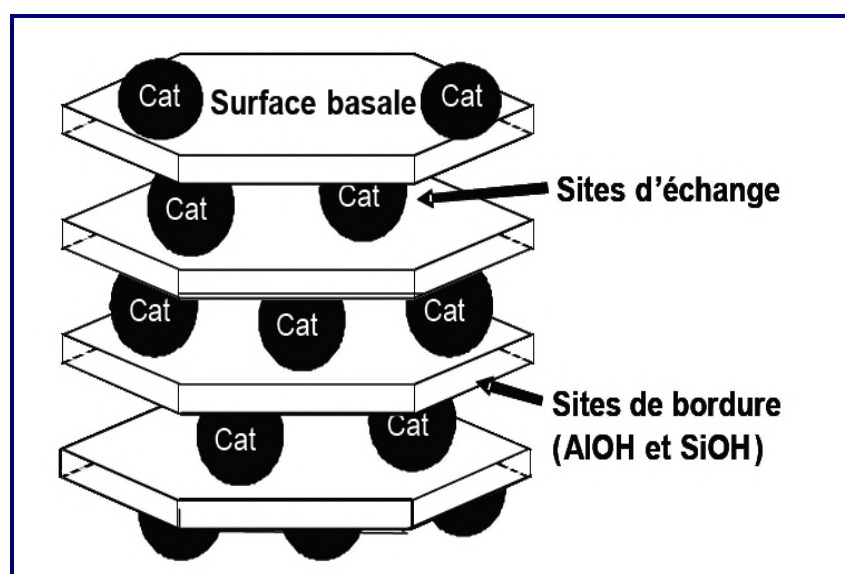 Cat
Surface basale
Cat
Sites d'échange
Cat
Cat
Cat
Cat
Cat
Sites de bordure
(AlOH et SiOH)
Cat
Cat